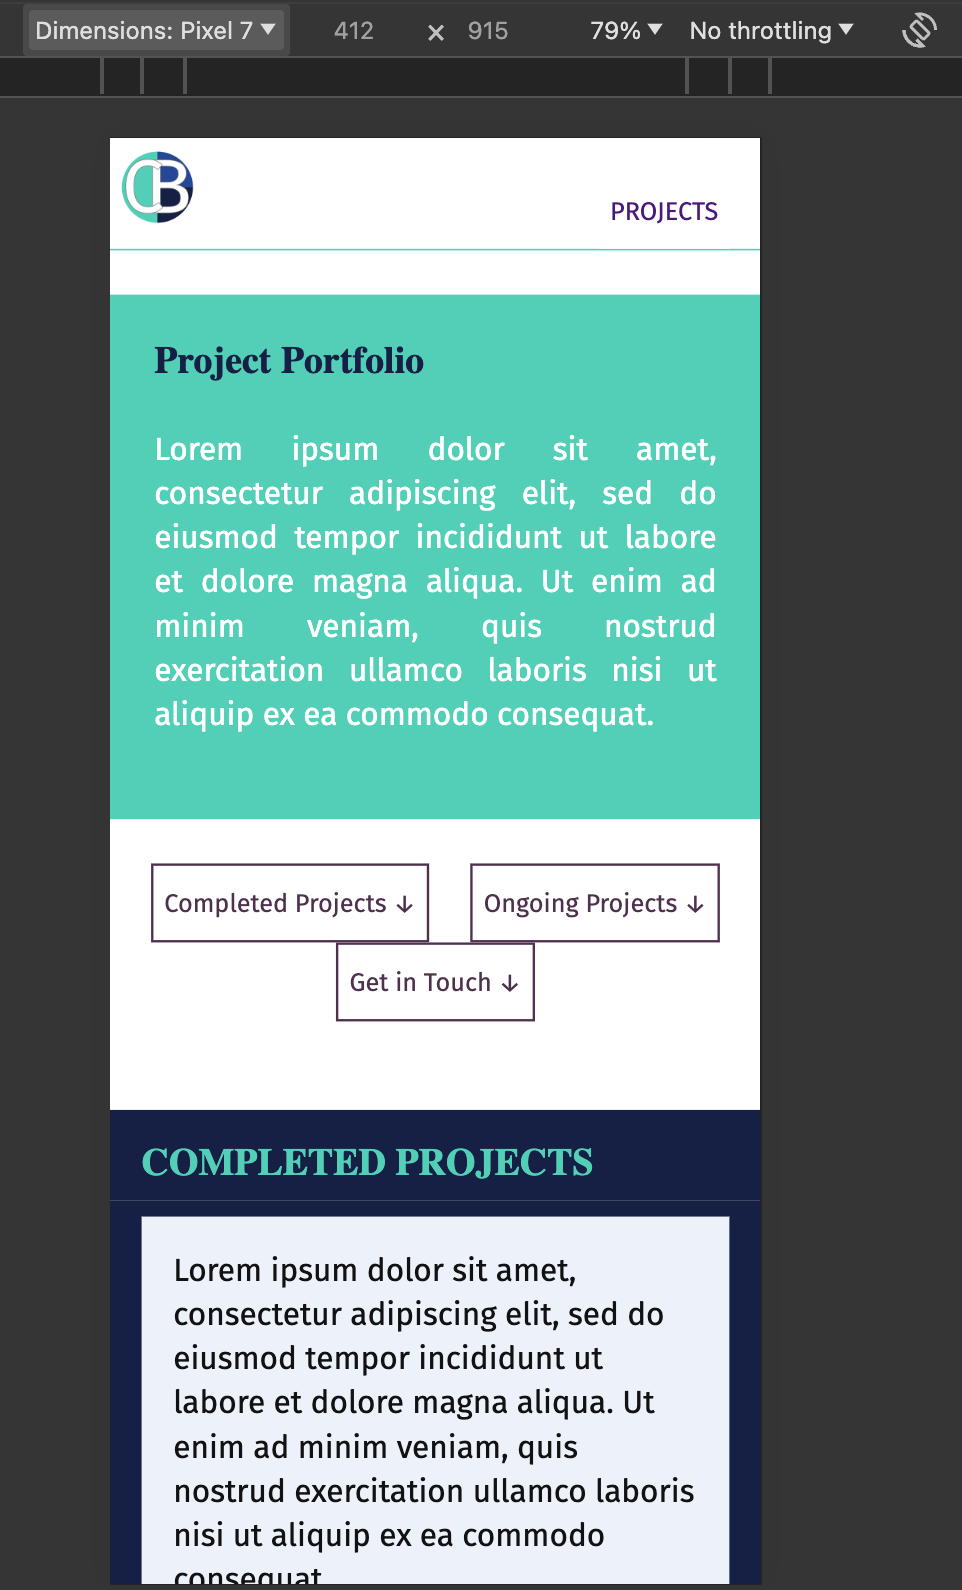 Dimensions: Pixel 7 ▼ 412 × 915 79% ▼ No throttling ▼
CB
PROJECTS
Project Portfolio
Lorem ipsum dolor sit amet,
consectetur adipiscing elit, sed do
eiusmod tempor incididunt ut labore
et dolore magna aliqua. Ut enim ad
minim veniam, quis nostrud
exercitation ullamco laboris nisi ut
aliquip ex ea commodo consequat.
Completed Projects ↓ Ongoing Projects ↓
Get in Touch ↓
COMPLETED PROJECTS
Lorem ipsum dolor sit amet,
consectetur adipiscing elit, sed do
eiusmod tempor incididunt ut
labore et dolore magna aliqua. Ut
enim ad minim veniam, quis
nostrud exercitation ullamco laboris
nisi ut aliquip ex ea commodo
consequat